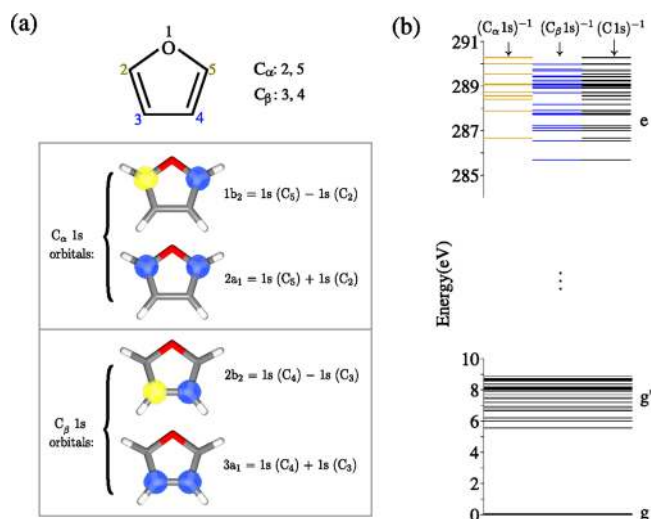 (a)
1
O
2
5
3
4
Cα: 2, 5
Cβ: 3, 4
Cα 1s
orbitals:
1b₂ = 1s (C₅) − 1s (C₂)
2a₁ = 1s (C₅) + 1s (C₂)
Cβ 1s
orbitals:
2b₂ = 1s (C₄) − 1s (C₃)
3a₁ = 1s (C₄) + 1s (C₃)
(b)
(Cα 1s)⁻¹ (Cβ 1s)⁻¹ (C 1s)⁻¹
291
289
287
285
e
Energy(eV)
⋮
10
8
6
4
2
0
g'
g